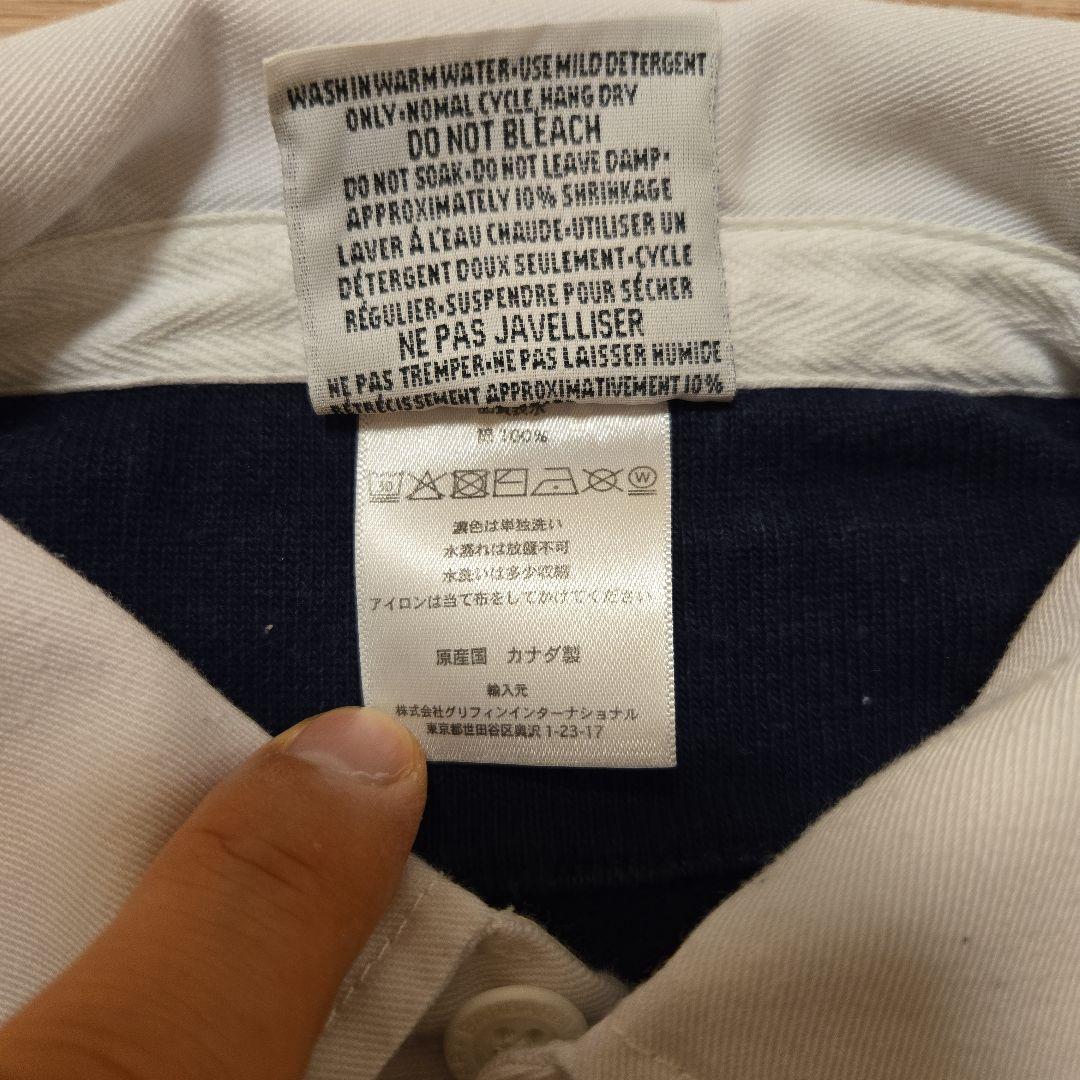 WASH IN WARM WATER•USE MILD DETERGENT
ONLY•NOMAL CYCLE, HANG DRY
DO NOT BLEACH
DO NOT SOAK•DO NOT LEAVE DAMP•
APPROXIMATELY 10% SHRINKAGE
LAVER À L'EAU CHAUDE•UTILISER UN
DÉTERGENT DOUX SEULEMENT•CYCLE
RÉGULIER•SUSPENDRE POUR SÉCHER
NE PAS JAVELLISER
NE PAS TREMPER•NE PAS LAISSER HUMIDE
RÉTRÉCISSEMENT APPROXIMATIVEMENT 10%
綿 100%
30
W
濃色は単独洗い
水濡れは放置不可
水洗いは多少収縮
アイロンは当て布をしてかけてください
原産国 カナダ製
輸入元
株式会社グリフィンインターナショナル
東京都世田谷区奥沢 1-23-17